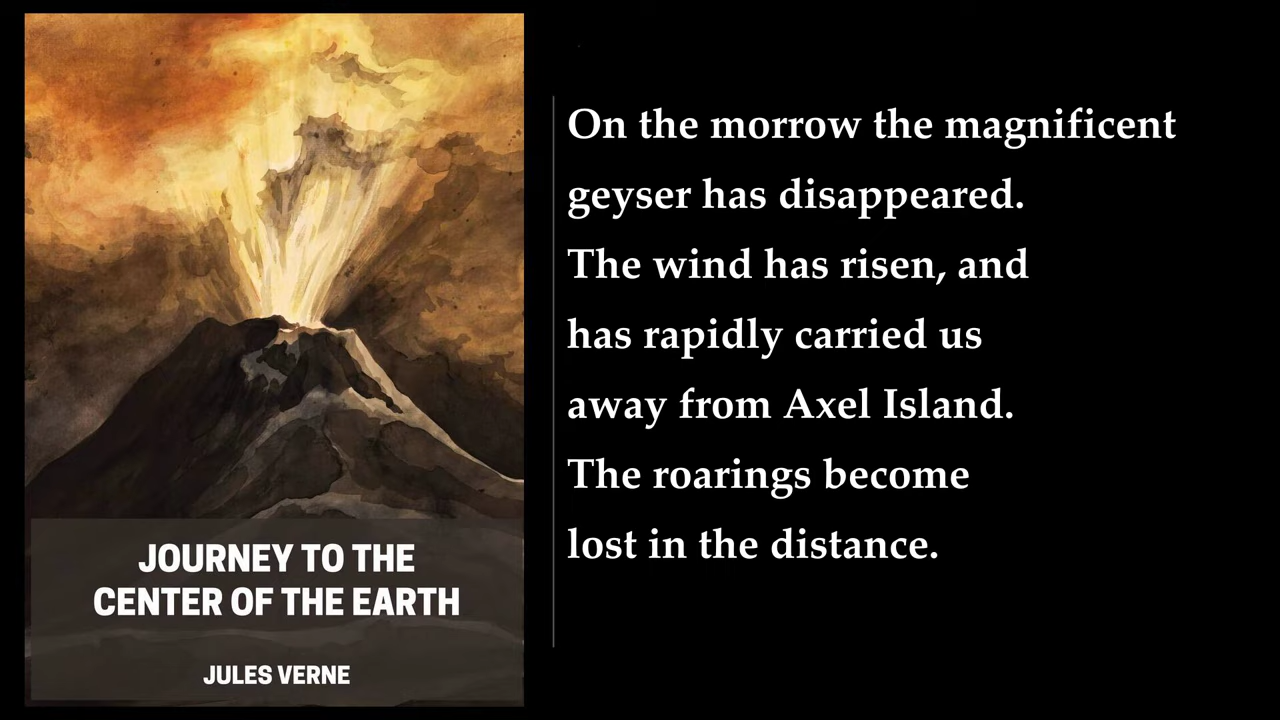 JOURNEY TO THE
CENTER OF THE EARTH
JULES VERNE
On the morrow the magnificent
geyser has disappeared.
The wind has risen, and
has rapidly carried us
away from Axel Island.
The roarings become
lost in the distance.